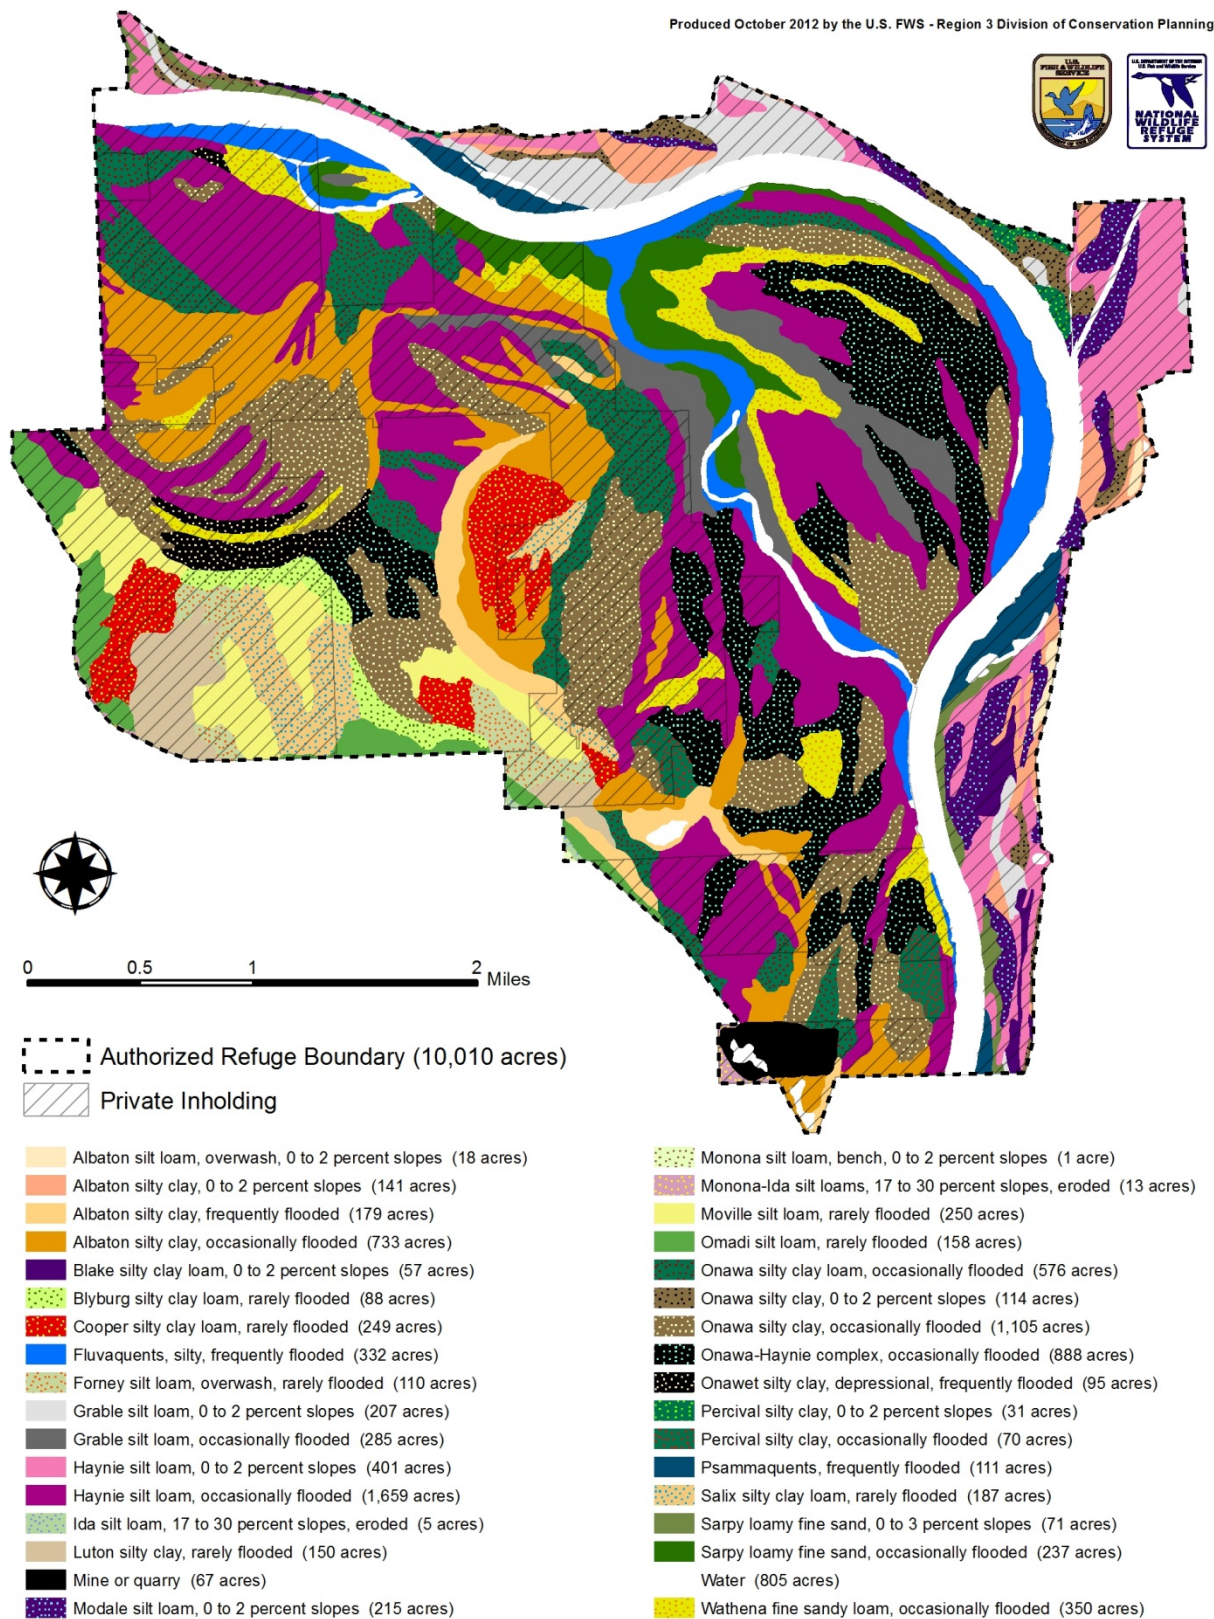 Produced October 2012 by the U.S. FWS - Region 3 Division of Conservation Planning
U.S.
FISH & WILDLIFE
SERVICE
U.S. DEPARTMENT OF THE INTERIOR
U.S. Fish and Wildlife Service
NATIONAL
WILDLIFE
REFUGE
SYSTEM
0 0.5 1 2 Miles
Authorized Refuge Boundary (10,010 acres)
Private Inholding
Albaton silt loam, overwash, 0 to 2 percent slopes (18 acres)
Albaton silty clay, 0 to 2 percent slopes (141 acres)
Albaton silty clay, frequently flooded (179 acres)
Albaton silty clay, occasionally flooded (733 acres)
Blake silty clay loam, 0 to 2 percent slopes (57 acres)
Blyburg silty clay loam, rarely flooded (88 acres)
Cooper silty clay loam, rarely flooded (249 acres)
Fluvaquents, silty, frequently flooded (332 acres)
Forney silt loam, overwash, rarely flooded (110 acres)
Grable silt loam, 0 to 2 percent slopes (207 acres)
Grable silt loam, occasionally flooded (285 acres)
Haynie silt loam, 0 to 2 percent slopes (401 acres)
Haynie silt loam, occasionally flooded (1,659 acres)
Ida silt loam, 17 to 30 percent slopes, eroded (5 acres)
Luton silty clay, rarely flooded (150 acres)
Mine or quarry (67 acres)
Modale silt loam, 0 to 2 percent slopes (215 acres)
Monona silt loam, bench, 0 to 2 percent slopes (1 acre)
Monona-Ida silt loams, 17 to 30 percent slopes, eroded (13 acres)
Moville silt loam, rarely flooded (250 acres)
Omadi silt loam, rarely flooded (158 acres)
Onawa silty clay loam, occasionally flooded (576 acres)
Onawa silty clay, 0 to 2 percent slopes (114 acres)
Onawa silty clay, occasionally flooded (1,105 acres)
Onawa-Haynie complex, occasionally flooded (888 acres)
Onawet silty clay, depressional, frequently flooded (95 acres)
Percival silty clay, 0 to 2 percent slopes (31 acres)
Percival silty clay, occasionally flooded (70 acres)
Psammaquents, frequently flooded (111 acres)
Salix silty clay loam, rarely flooded (187 acres)
Sarpy loamy fine sand, 0 to 3 percent slopes (71 acres)
Sarpy loamy fine sand, occasionally flooded (237 acres)
Water (805 acres)
Wathena fine sandy loam, occasionally flooded (350 acres)